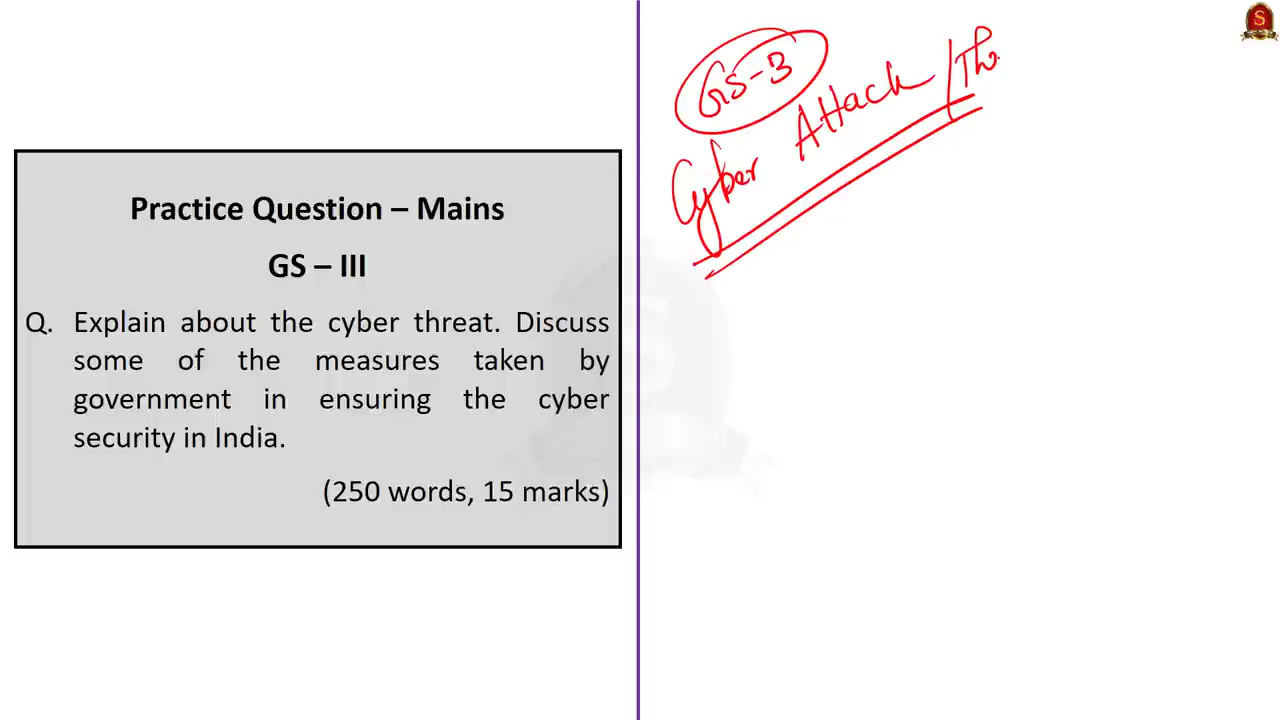 Practice Question – Mains
GS – III
Q. Explain about the cyber threat. Discuss
some of the measures taken by
government in ensuring the cyber
security in India.
(250 words, 15 marks)
GS-3
Cyber Attack / Th
S